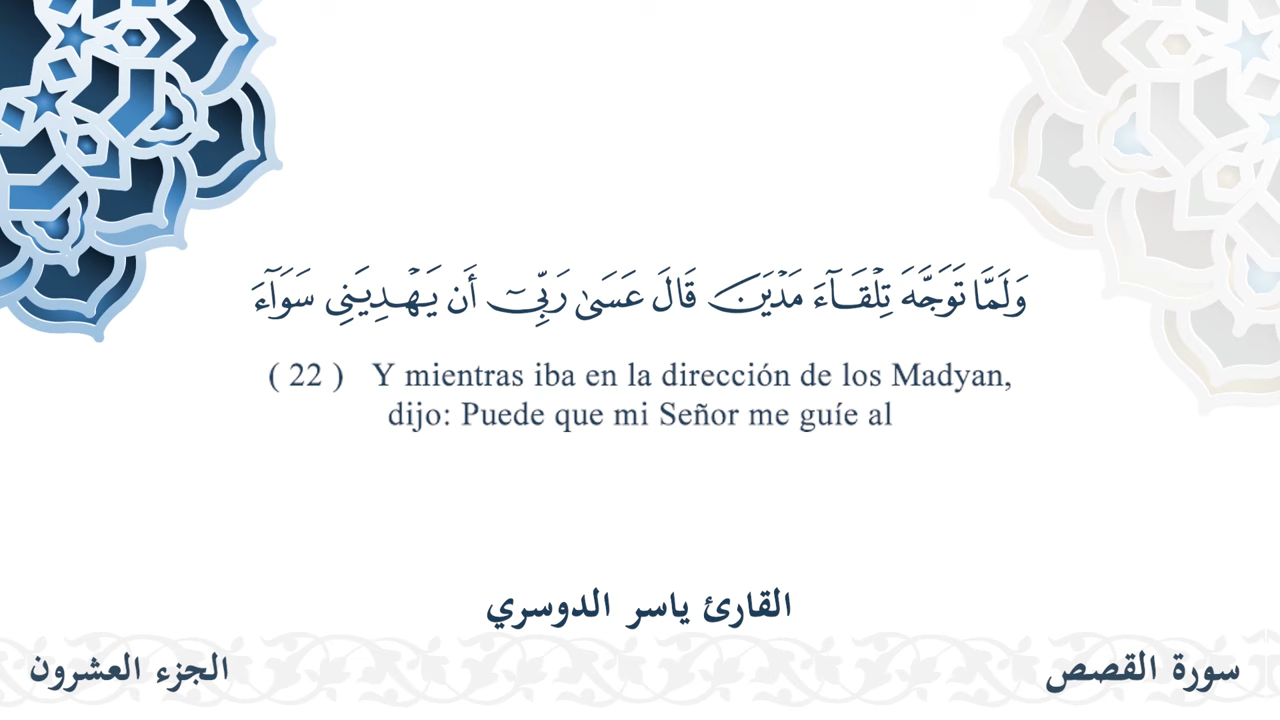 وَلَمَّا تَوَجَّهَ تِلْقَآءَ مَدْيَنَ قَالَ عَسَىٰ رَبِّىٓ أَن يَهْدِيَنِى سَوَآءَ
( 22 ) Y mientras iba en la dirección de los Madyan,
dijo: Puede que mi Señor me guíe al
القارئ ياسر الدوسري
سورة القصص
الجزء العشرون